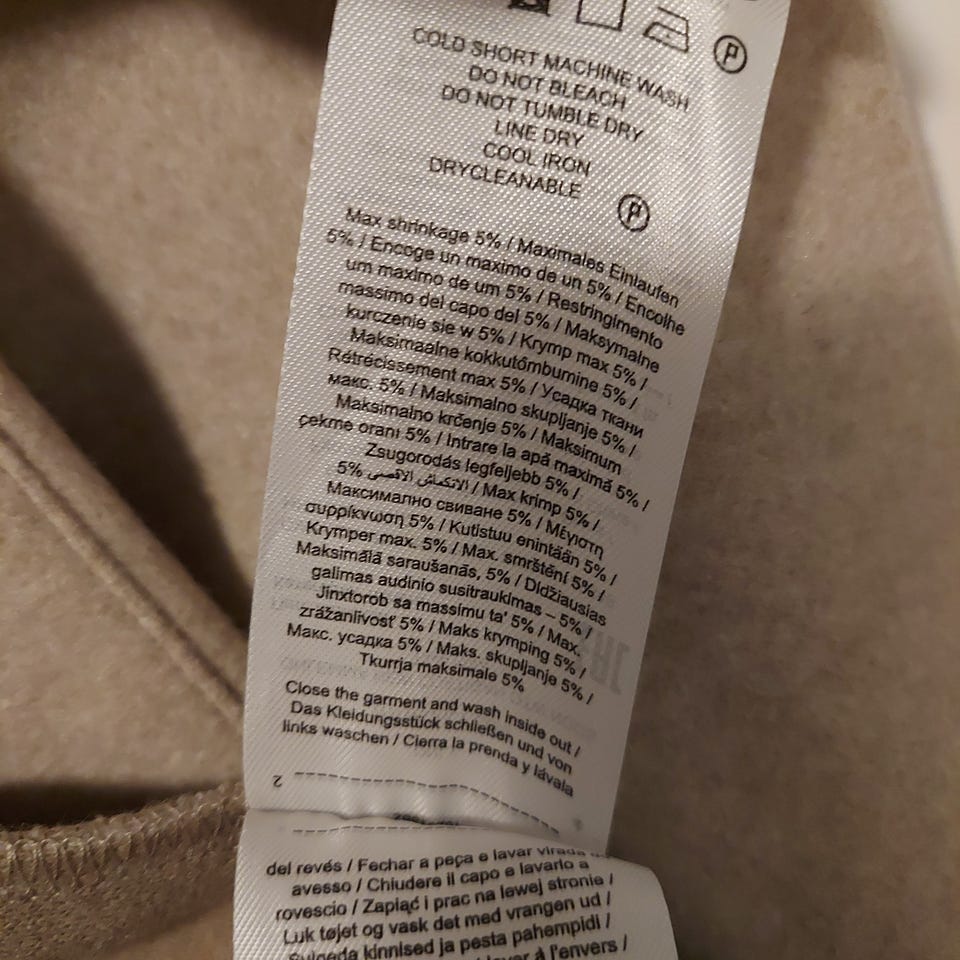 P
COLD SHORT MACHINE WASH
DO NOT BLEACH
DO NOT TUMBLE DRY
LINE DRY
COOL IRON
DRYCLEANABLE
P
Max shrinkage 5% / Maximales Einlaufen
5% / Encoge un maximo de un 5% / Encolhe
um maximo de um 5% / Restringimento
massimo del capo del 5% / Maksymalne
kurczenie sie w 5% / Krymp max 5% /
Maksimaalne kokkutõmbumine 5% /
Rétrécissement max 5% / Усадка ткани
макс. 5% / Maksimalno skupljanje 5% /
Maksimalno krčenje 5% / Maksimum
çekme oranı 5% / Intrare la apă maximă 5% /
Zsugorodás legfeljebb 5% /
5% الانكماش الأقصى / Max krimp 5% /
Максимално свиване 5% / Μέγιστη
συρρίκνωση 5% / Kutistuu enintään 5% /
Krymper max. 5% / Max. smrštění 5% /
Maksimālā saraušanās, 5% / Didžiausias
galimas audinio susitraukimas – 5% /
Jinxtorob sa massimu ta' 5% / Max.
zrážanlivosť 5% / Maks krymping 5% /
Макс. усадка 5% / Maks. skupljanje 5% /
Tkurrja maksimale 5%
Close the garment and wash inside out /
Das Kleidungsstück schließen und von
links waschen / Cierra la prenda y lávala
2
del revés / Fechar a peça e lavar virada
avesso / Chiudere il capo e lavarlo a
rovescio / Zapiąć i prac na lewej stronie /
Luk tøjet og vask det med vrangen ud /
Sulgeda kinnised ja pesta pahempidi /
laver à l'envers /